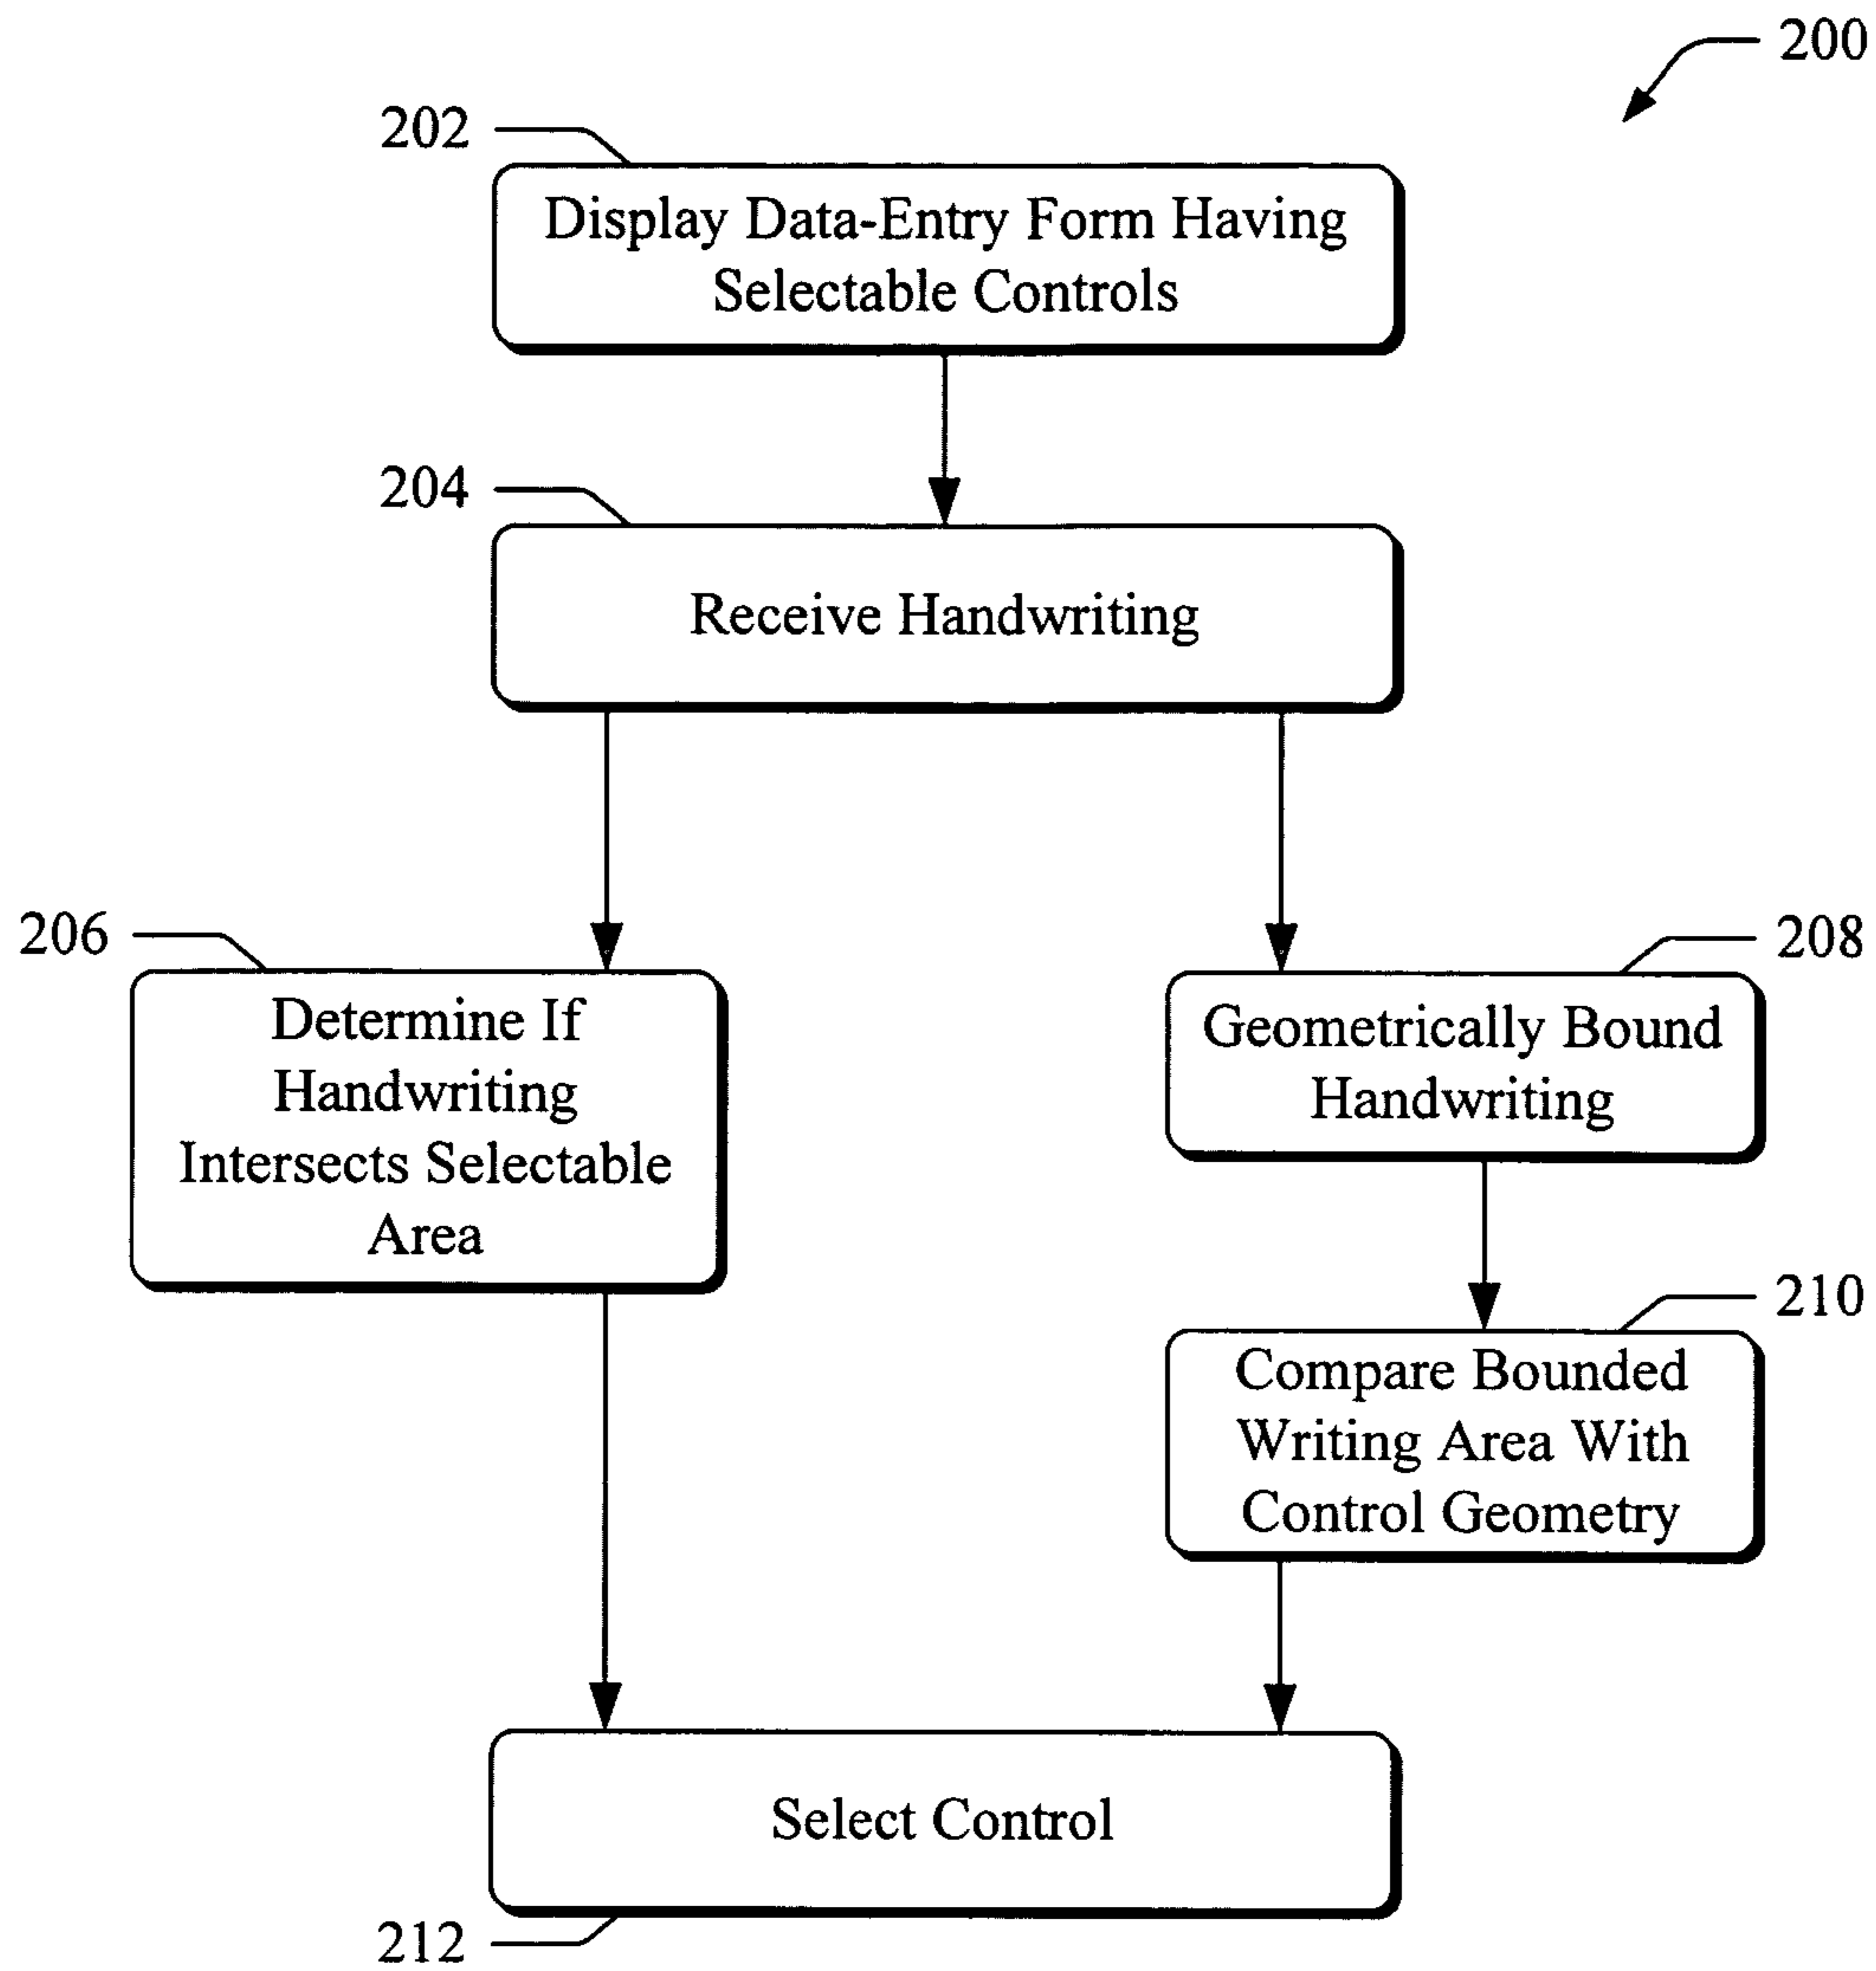 200
202
Display Data-Entry Form Having
Selectable Controls
204
Receive Handwriting
206
Determine If
Handwriting
Intersects Selectable
Area
208
Geometrically Bound
Handwriting
210
Compare Bounded
Writing Area With
Control Geometry
Select Control
212